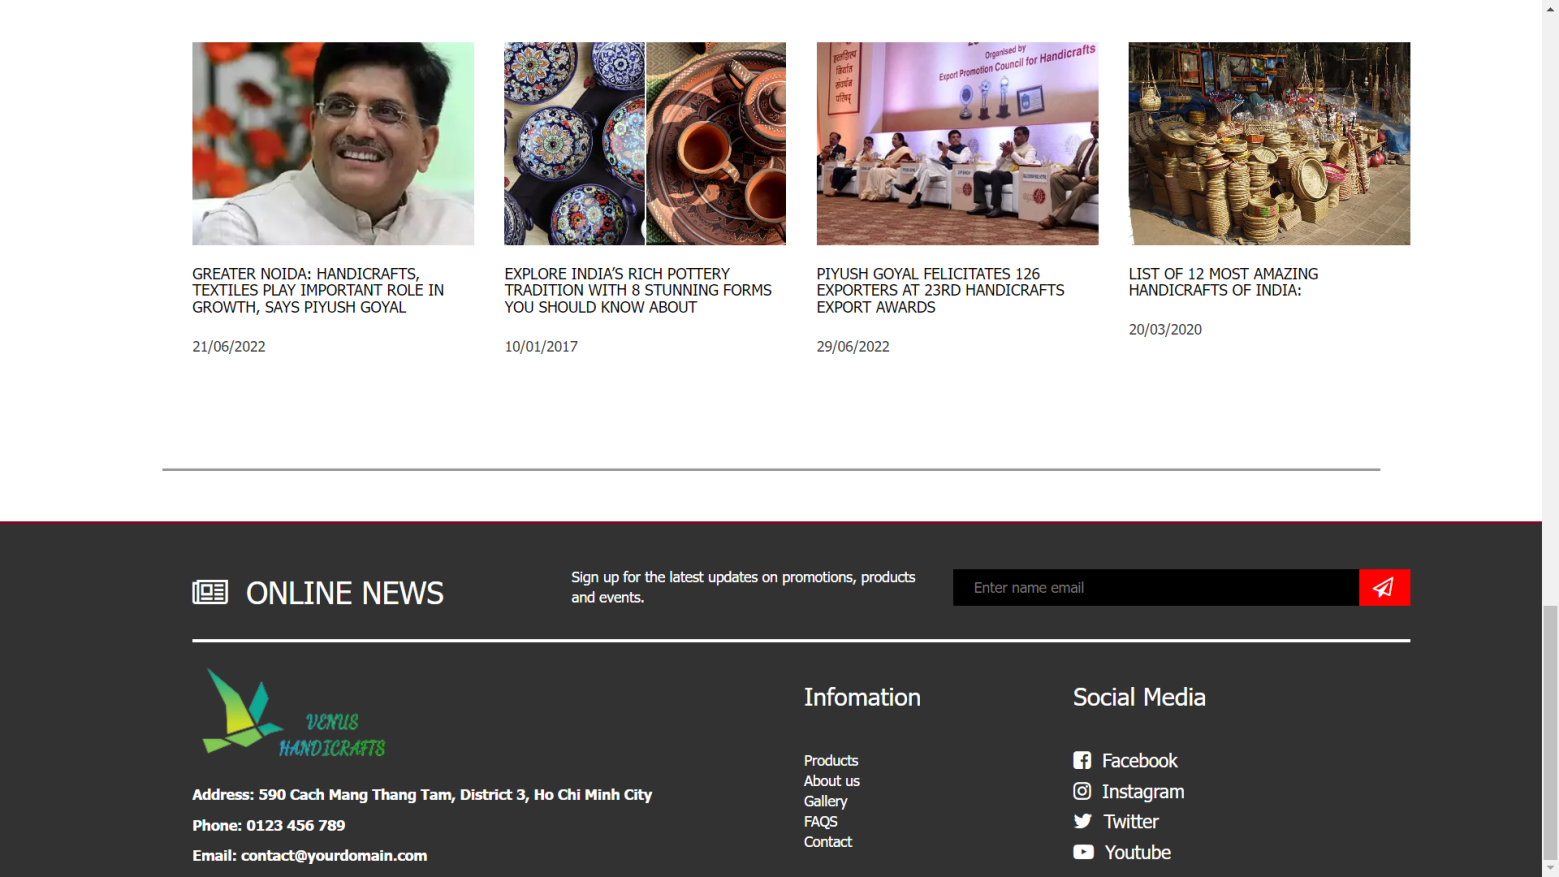 Organised by
Export Promotion Council for Handicrafts
GREATER NOIDA: HANDICRAFTS,
TEXTILES PLAY IMPORTANT ROLE IN
GROWTH, SAYS PIYUSH GOYAL
21/06/2022
EXPLORE INDIA’S RICH POTTERY
TRADITION WITH 8 STUNNING FORMS
YOU SHOULD KNOW ABOUT
10/01/2017
PIYUSH GOYAL FELICITATES 126
EXPORTERS AT 23RD HANDICRAFTS
EXPORT AWARDS
29/06/2022
LIST OF 12 MOST AMAZING
HANDICRAFTS OF INDIA:
20/03/2020
ONLINE NEWS
Sign up for the latest updates on promotions, products
and events.
Enter name email
VENUS
HANDICRAFTS
Address: 590 Cach Mang Thang Tam, District 3, Ho Chi Minh City
Phone: 0123 456 789
Email: contact@yourdomain.com
Infomation
Products
About us
Gallery
FAQS
Contact
Social Media
Facebook
Instagram
Twitter
Youtube